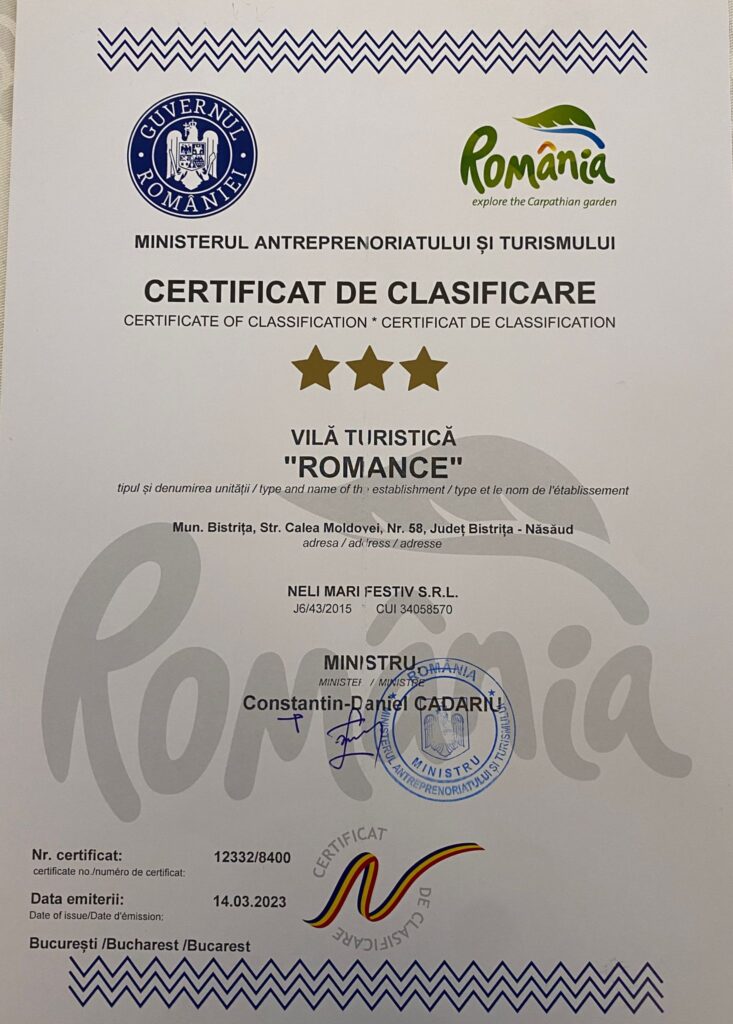 GUVERNUL ROMÂNIEI
România
explore the Carpathian garden
MINISTERUL ANTREPRENORIATULUI ȘI TURISMULUI
CERTIFICAT DE CLASIFICARE
CERTIFICATE OF CLASSIFICATION * CERTIFICAT DE CLASSIFICATION
VILĂ TURISTICĂ
"ROMANCE"
tipul și denumirea unității / type and name of the establishment / type et le nom de l'établissement
Mun. Bistrița, Str. Calea Moldovei, Nr. 58, Județ Bistrița - Năsăud
adresa / address / adresse
NELI MARI FESTIV S.R.L.
J6/43/2015 CUI 34058570
România
MINISTRU,
MINISTER / MINISTRE
Constantin-Daniel CADARIU
ROMÂNIA
MINISTERUL ANTREPRENORIATULUI ȘI TURISMULUI
MINISTRU
Nr. certificat: 12332/8400
certificate no./numéro de certificat:
CERTIFICAT DE CLASIFICARE
Data emiterii: 14.03.2023
Date of issue/Date d'émission:
București /Bucharest /Bucarest